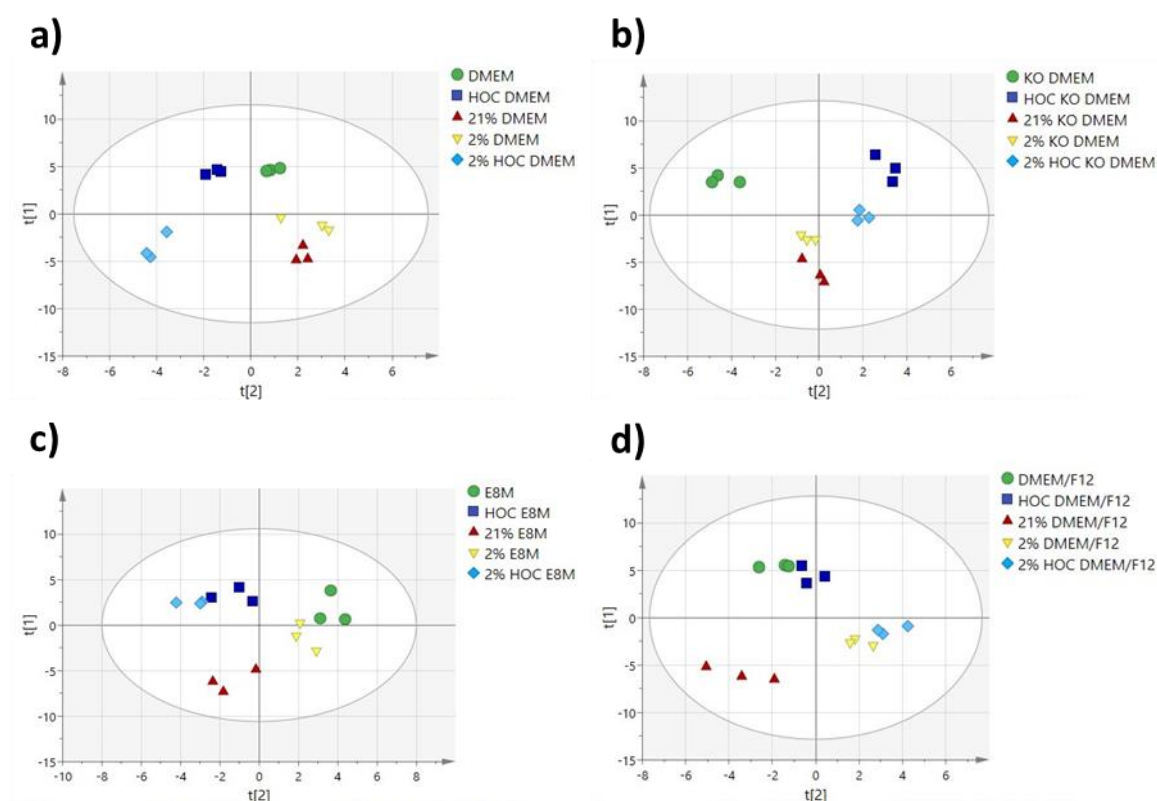 a)
DMEM
HOC DMEM
21% DMEM
2% DMEM
2% HOC DMEM
10
5
0
-5
-10
-15
t[1]
-8 -6 -4 -2 0 2 4 6
t[2]
b)
KO DMEM
HOC KO DMEM
21% KO DMEM
2% KO DMEM
2% HOC KO DMEM
10
5
0
-5
-10
-15
t[1]
-8 -6 -4 -2 0 2 4 6 8
t[2]
c)
E8M
HOC E8M
21% E8M
2% E8M
2% HOC E8M
10
5
0
-5
-10
-15
t[1]
-10 -8 -6 -4 -2 0 2 4 6 8
t[2]
d)
DMEM/F12
HOC DMEM/F12
21% DMEM/F12
2% DMEM/F12
2% HOC DMEM/F12
10
5
0
-5
-10
-15
t[1]
-8 -6 -4 -2 0 2 4 6
t[2]